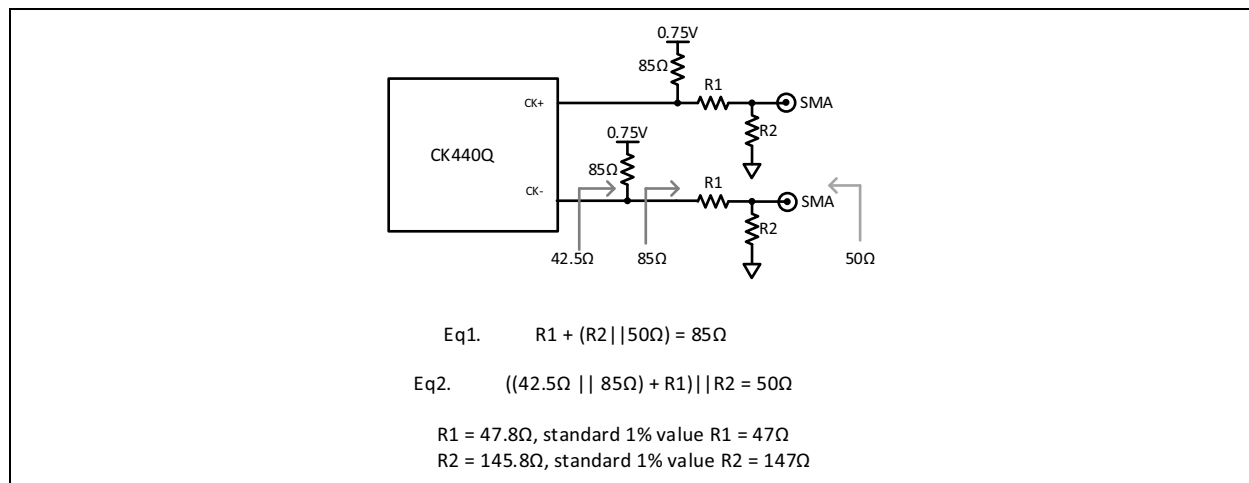 0.75V
85Ω
R1
CK+
SMA
R2
0.75V
CK440Q
85Ω
R1
CK-
SMA
R2
42.5Ω
85Ω
50Ω
Eq1. R1 + (R2||50Ω) = 85Ω
Eq2. ((42.5Ω || 85Ω) + R1)||R2 = 50Ω
R1 = 47.8Ω, standard 1% value R1 = 47Ω
R2 = 145.8Ω, standard 1% value R2 = 147Ω